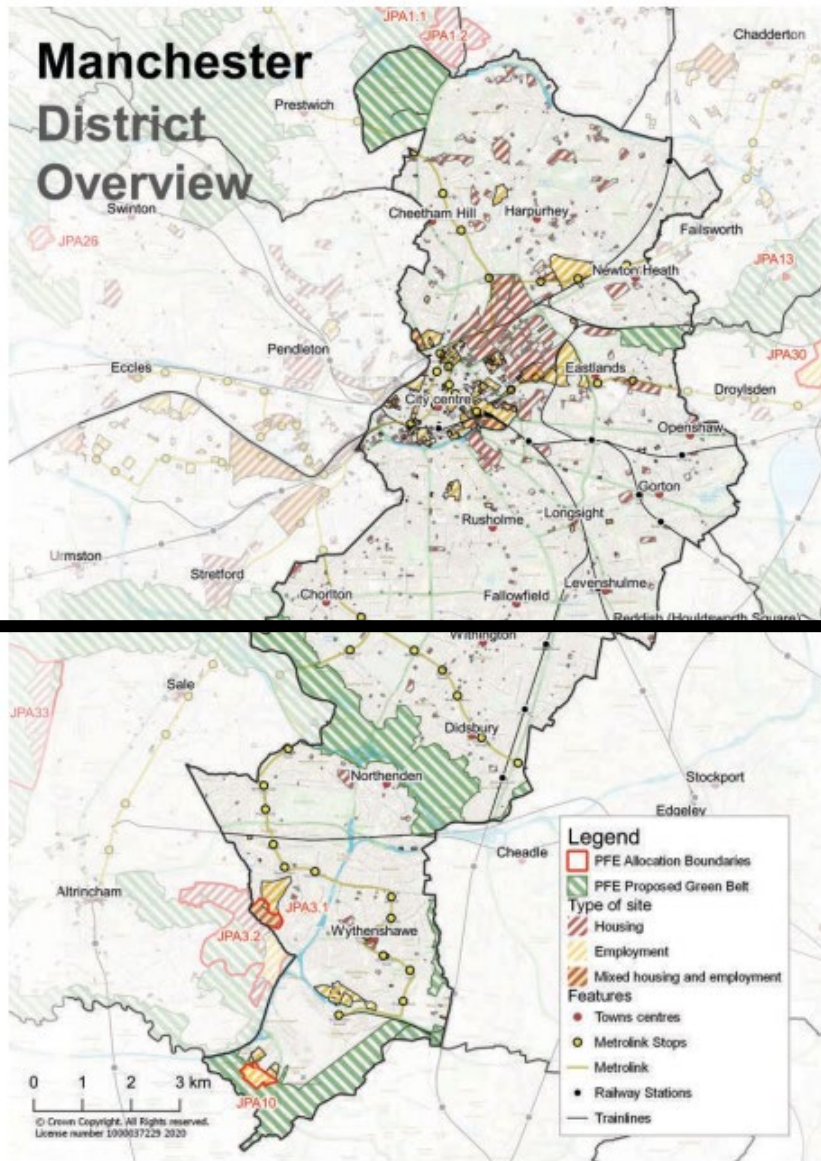 Manchester
District
Overview
JPA1.1
JPA1.2
Chadderton
Prestwich
Swinton
Cheetham Hill
Harpurhey
JPA26
Failsworth
JPA13
Newton Heath
Pendleton
Eccles
Eastlands
JPA30
Droylsden
City centre
Openshaw
Gorton
Rusholme
Longsight
Urmston
Stretford
Levenshulme
Chorlton
Fallowfield
Reddish (Houldsworth Square)
Withington
Sale
JPA33
Didsbury
Northenden
Stockport
Edgeley
Cheadle
Altrincham
JPA3.1
JPA3.2
Wythenshawe
JPA10
Legend
PFE Allocation Boundaries
PFE Proposed Green Belt
Type of site
Housing
Employment
Mixed housing and employment
Features
Towns centres
Metrolink Stops
Metrolink
Railway Stations
Trainlines
0 1 2 3 km
© Crown Copyright. All Rights reserved.
License number 1000037229 2020